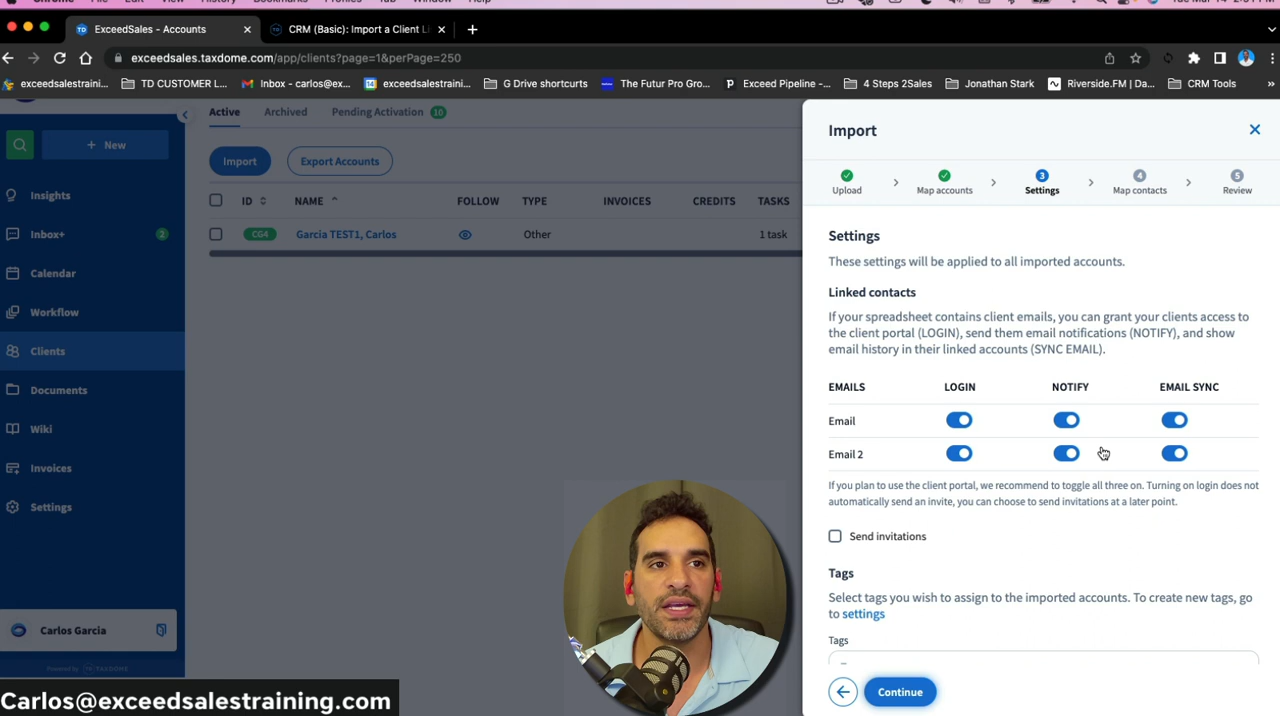 ExceedSales - Accounts
CRM (Basic): Import a Client Li
exceedsales.taxdome.com/app/clients?page=1&perPage=250
exceedsalestraini...
TD CUSTOMER L...
Inbox - carlos@ex...
exceedsalestraini...
G Drive shortcurts
The Futur Pro Gro...
Exceed Pipeline -...
4 Steps 2Sales
Jonathan Stark
Riverside.FM | Da...
CRM Tools
»
New
Insights
Inbox+ 2
Calendar
Workflow
Clients
Documents
Wiki
Invoices
Settings
Carlos Garcia
Powered by TAXDOME
Active Archived Pending Activation 10
Import Export Accounts
ID NAME FOLLOW TYPE INVOICES CREDITS TASKS
CG4 Garcia TEST1, Carlos Other 1 task
Import
3 4 5
Upload Map accounts Settings Map contacts Review
Settings
These settings will be applied to all imported accounts.
Linked contacts
If your spreadsheet contains client emails, you can grant your clients access to
the client portal (LOGIN), send them email notifications (NOTIFY), and show
email history in their linked accounts (SYNC EMAIL).
EMAILS LOGIN NOTIFY EMAIL SYNC
Email
Email 2
If you plan to use the client portal, we recommend to toggle all three on. Turning on login does not
automatically send an invite, you can choose to send invitations at a later point.
Send invitations
Tags
Select tags you wish to assign to the imported accounts. To create new tags, go
to settings
Tags
Continue
Carlos@exceedsalestraining.com